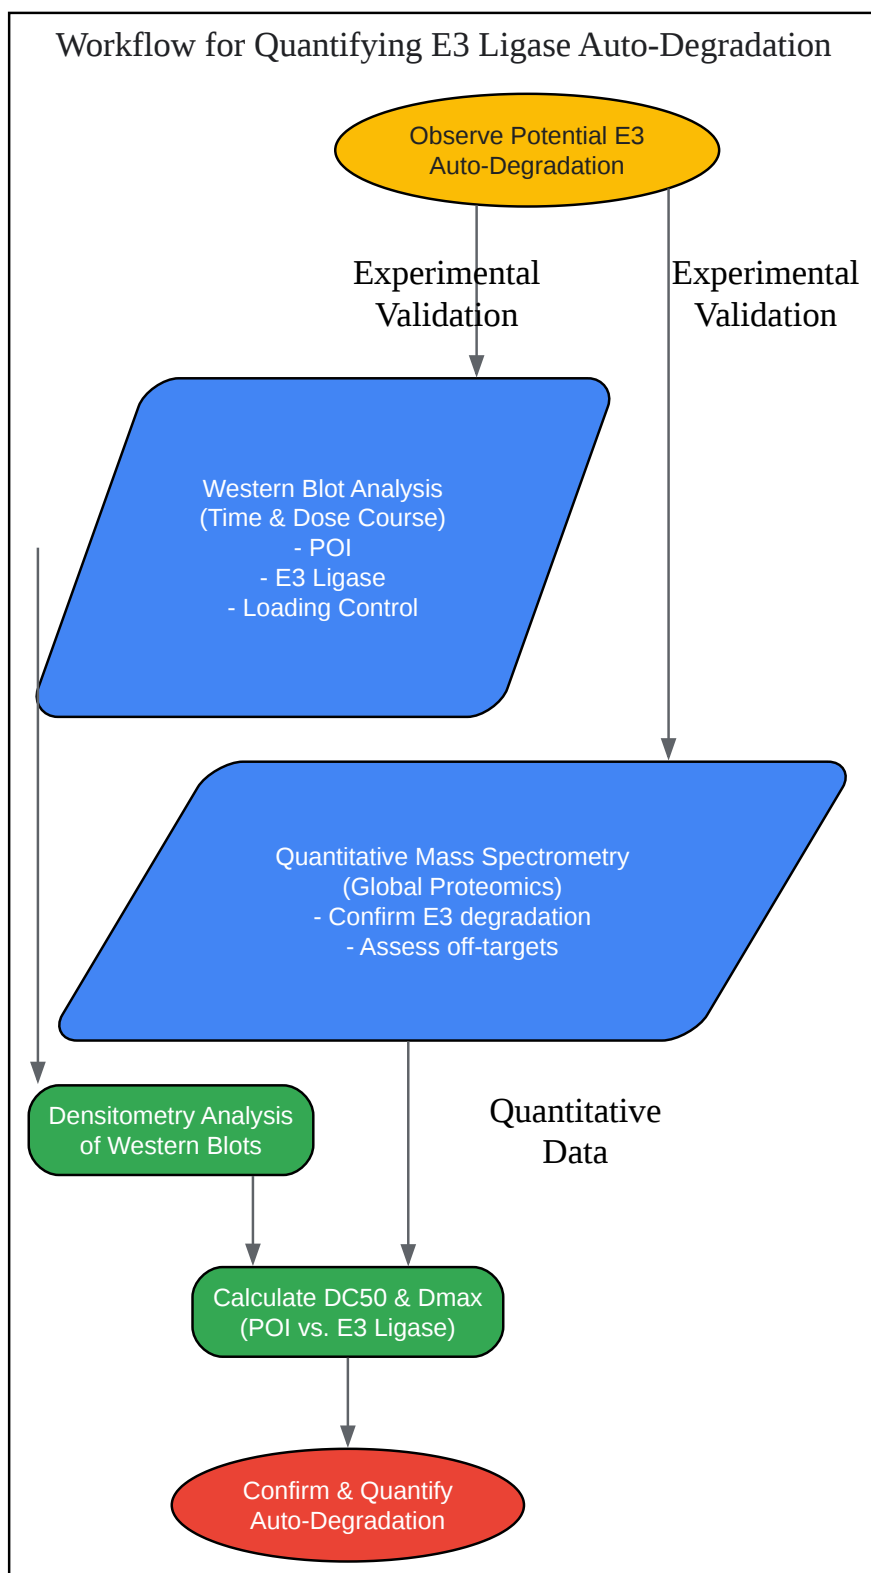 Workflow for Quantifying E3 Ligase Auto-Degradation
Observe Potential E3
Auto-Degradation
Experimental
Validation
Experimental
Validation
Western Blot Analysis
(Time & Dose Course)
- POI
- E3 Ligase
- Loading Control
Quantitative Mass Spectrometry
(Global Proteomics)
- Confirm E3 degradation
- Assess off-targets
Densitometry Analysis
of Western Blots
Quantitative
Data
Calculate DC50 & Dmax
(POI vs. E3 Ligase)
Confirm & Quantify
Auto-Degradation